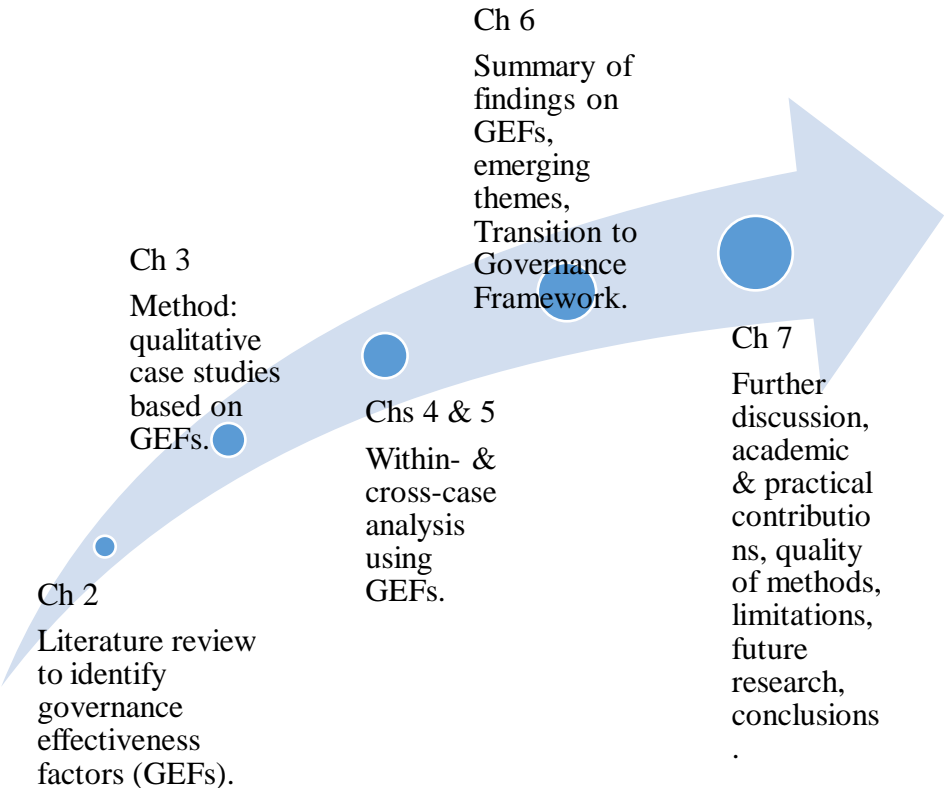 Ch 2
Literature review
to identify
governance
effectiveness
factors (GEFs).
Ch 3
Method:
qualitative
case studies
based on
GEFs.
Chs 4 & 5
Within- &
cross-case
analysis
using
GEFs.
Ch 6
Summary of
findings on
GEFs,
emerging
themes,
Transition to
Governance
Framework.
Ch 7
Further
discussion,
academic
& practical
contributio
ns, quality
of methods,
limitations,
future
research,
conclusions
.